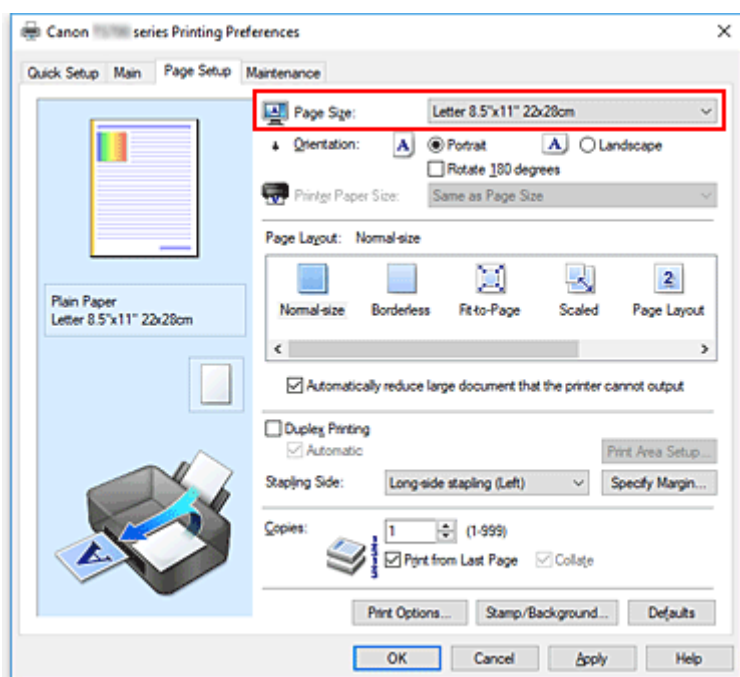 Canon series Printing Preferences
Quick Setup Main Page Setup Maintenance
Page Size: Letter 8.5"x11" 22x28cm
Orientation: A Portrait A Landscape
Rotate 180 degrees
Printer Paper Size: Same as Page Size
Page Layout: Normal-size
2
Normal-size Borderless Fit-to-Page Scaled Page Layout
Plain Paper
Letter 8.5"x11" 22x28cm
Automatically reduce large document that the printer cannot output
Duplex Printing
Automatic Print Area Setup...
Stapling Side: Long-side stapling (Left) Specify Margin...
Copies: 1 (1-999)
Print from Last Page Collate
A
Print Options... Stamp/Background... Defaults
OK Cancel Apply Help